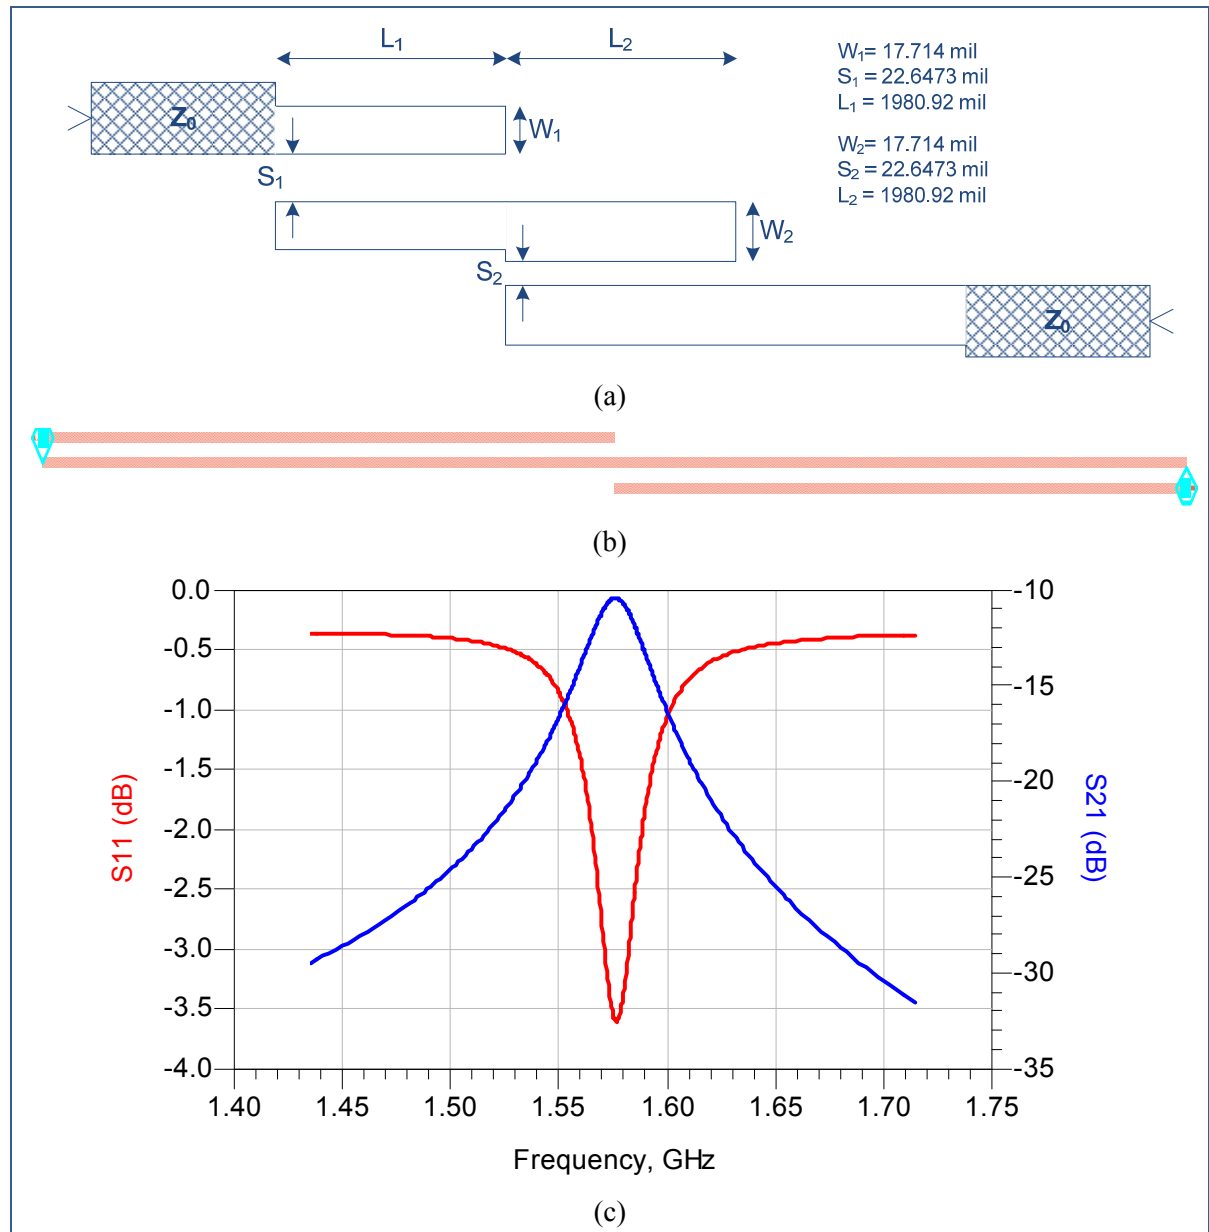 L₁ L₂
W₁= 17.714 mil
S₁ = 22.6473 mil
L₁ = 1980.92 mil
W₂= 17.714 mil
S₂ = 22.6473 mil
L₂ = 1980.92 mil
Z₀
W₁
S₁
W₂
S₂
Z₀
(a)
(b)
0.0
-0.5
-1.0
-1.5
-2.0
-2.5
-3.0
-3.5
-4.0
S11 (dB)
-10
-15
-20
-25
-30
-35
S21 (dB)
1.40 1.45 1.50 1.55 1.60 1.65 1.70 1.75
Frequency, GHz
(c)